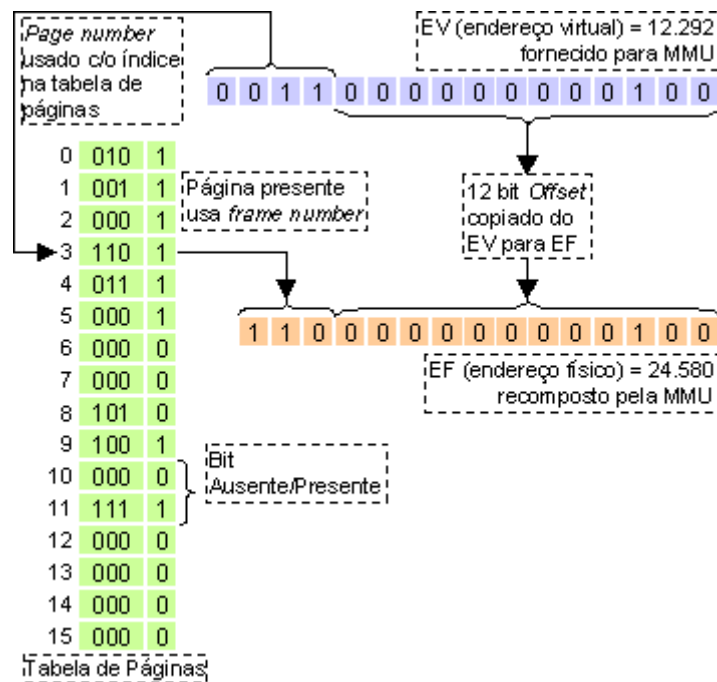 Page number
usado c/o índice
na tabela de
páginas
EV (endereço virtual) = 12.292
fornecido para MMU
0 0 1 1 0 0 0 0 0 0 0 0 0 1 0 0
0 010 1
1 001 1
2 000 1
3 110 1
4 011 1
5 000 1
6 000 0
7 000 0
8 101 0
9 100 1
10 000 0
11 111 1
12 000 0
13 000 0
14 000 0
15 000 0
Tabela de Páginas
Página presente
usa frame number
12 bit Offset
copiado do
EV para EF
1 1 0 0 0 0 0 0 0 0 0 0 1 0 0
EF (endereço físico) = 24.580
recomposto pela MMU
Bit
Ausente/Presente